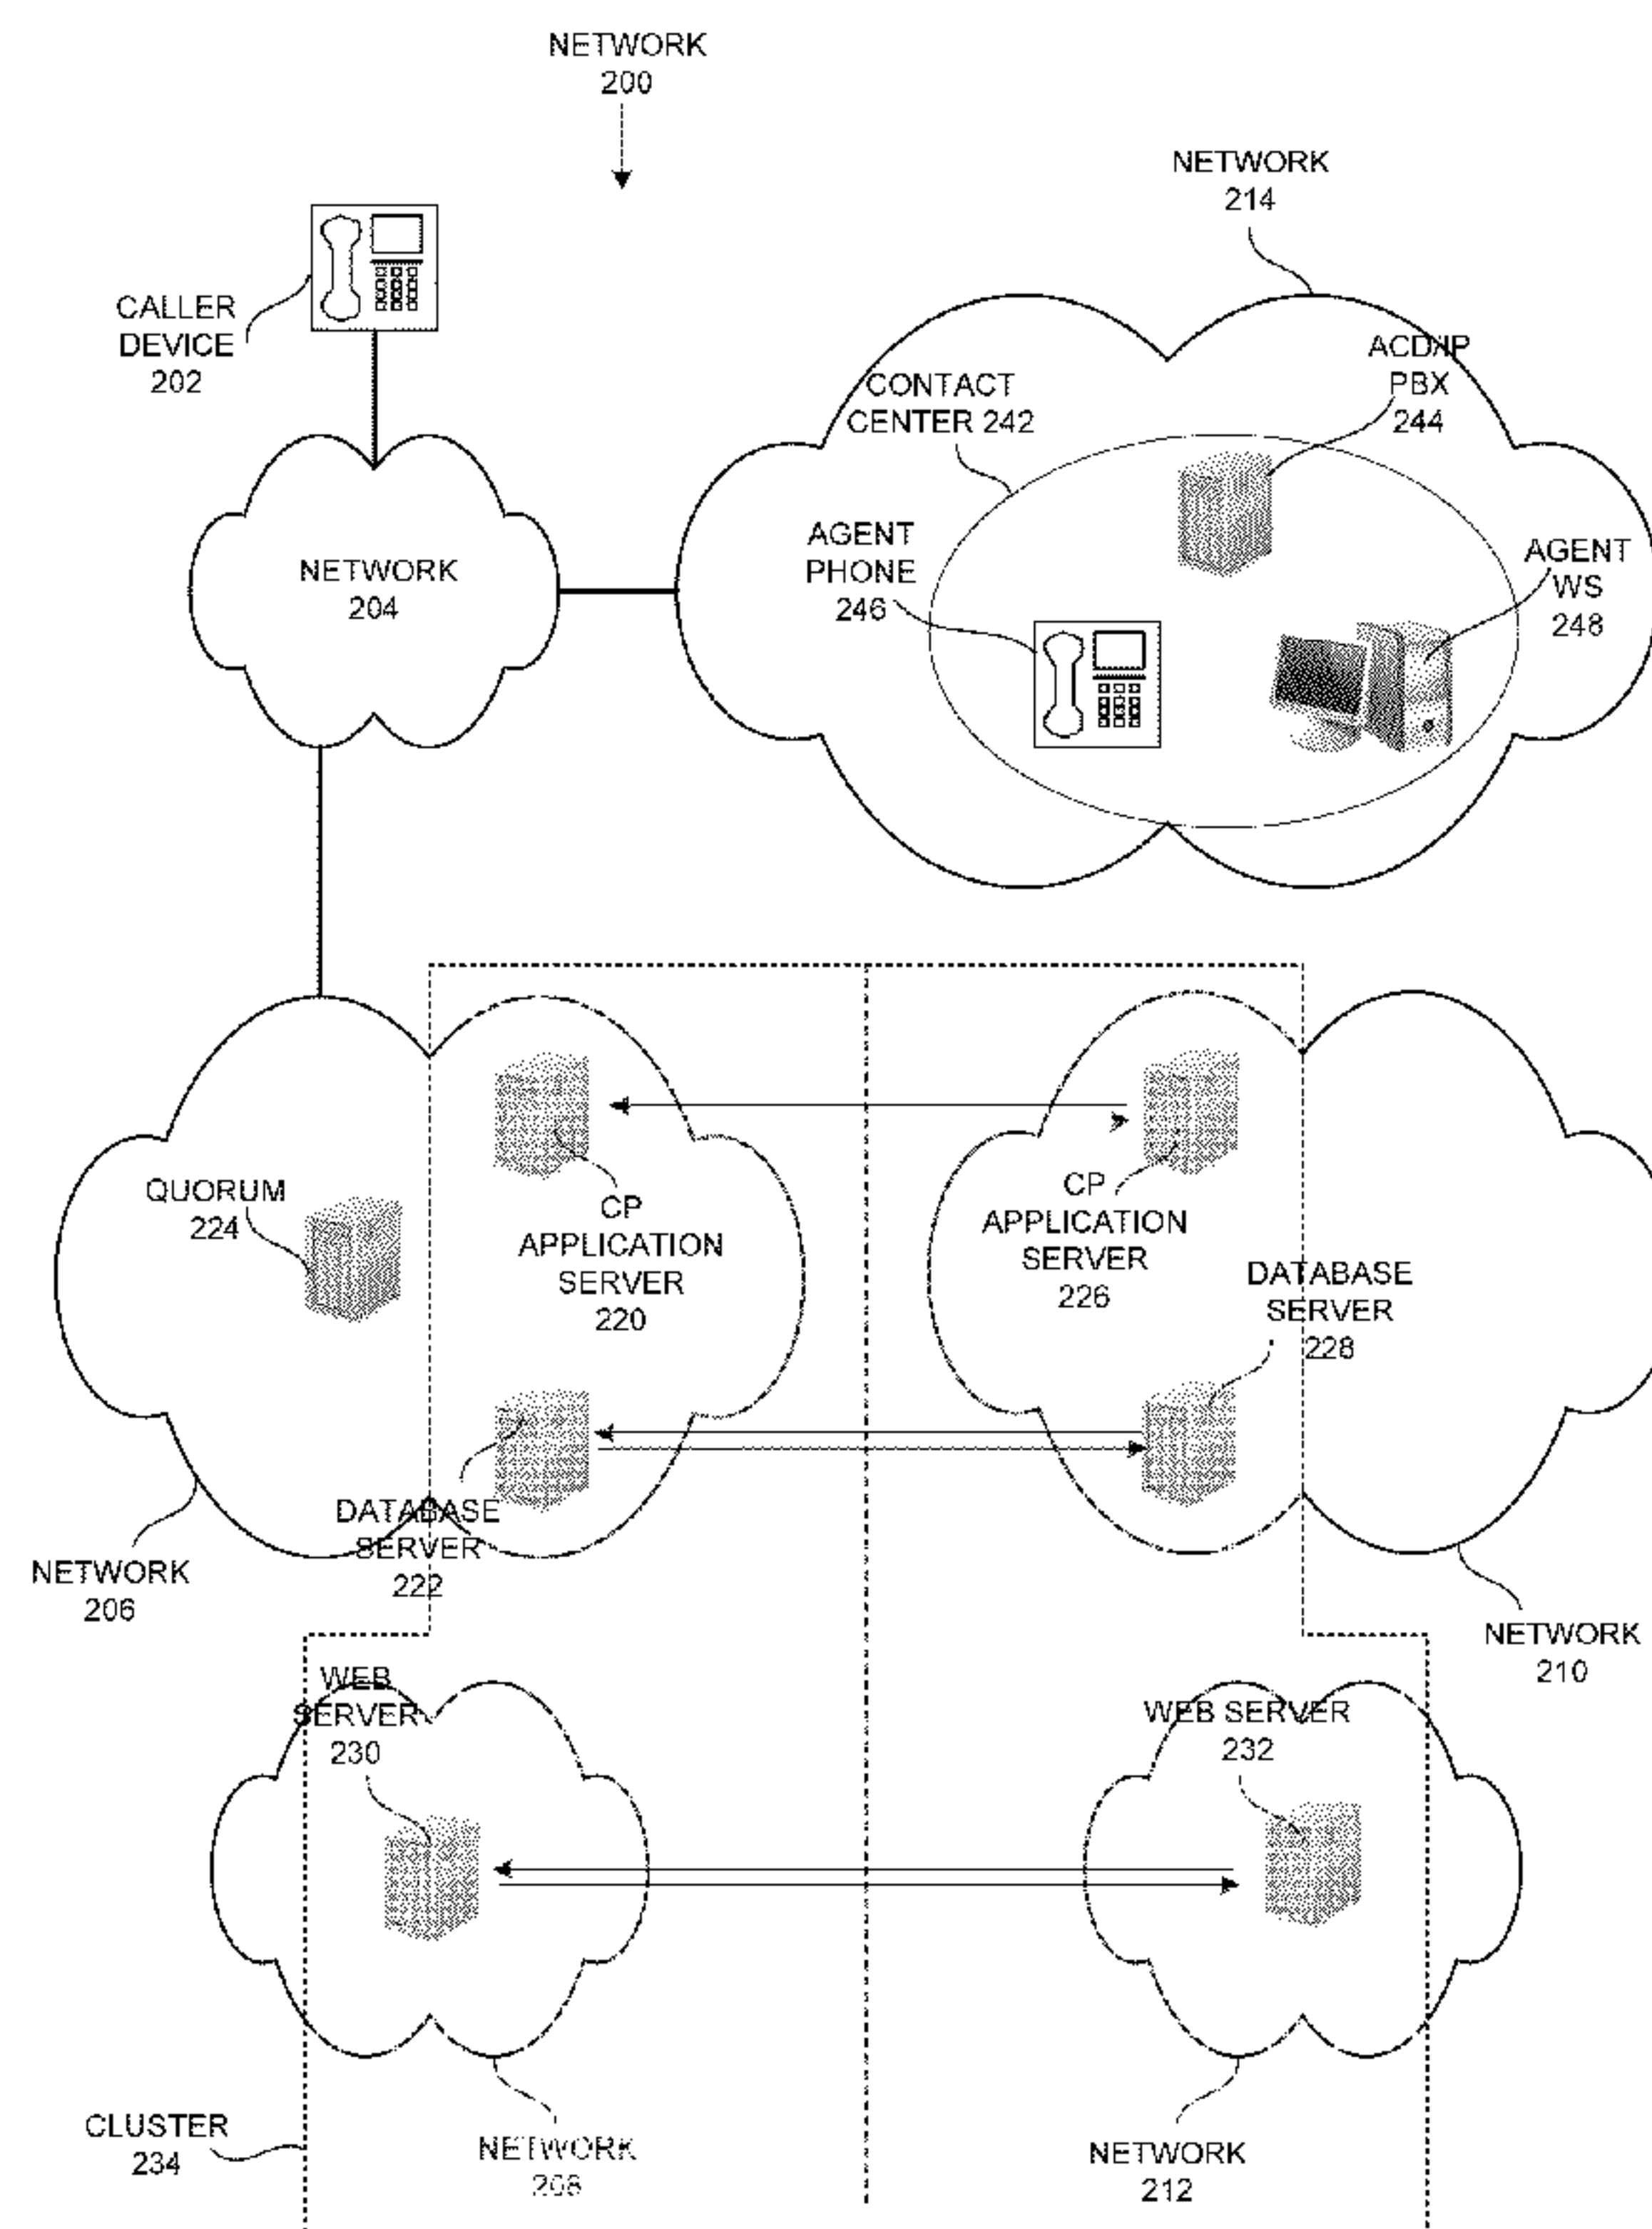 NETWORK
200
NETWORK
214
CALLER
DEVICE
202
ACD/IP
PBX
244
CONTACT
CENTER 242
AGENT
PHONE
246
AGENT
WS
248
NETWORK
204
QUORUM
224
CP
APPLICATION
SERVER
220
CP
APPLICATION
SERVER
226
DATABASE
SERVER
228
DATABASE
SERVER
222
NETWORK
206
NETWORK
210
WEB
SERVER
230
WEB SERVER
232
CLUSTER
234
NETWORK
208
NETWORK
212